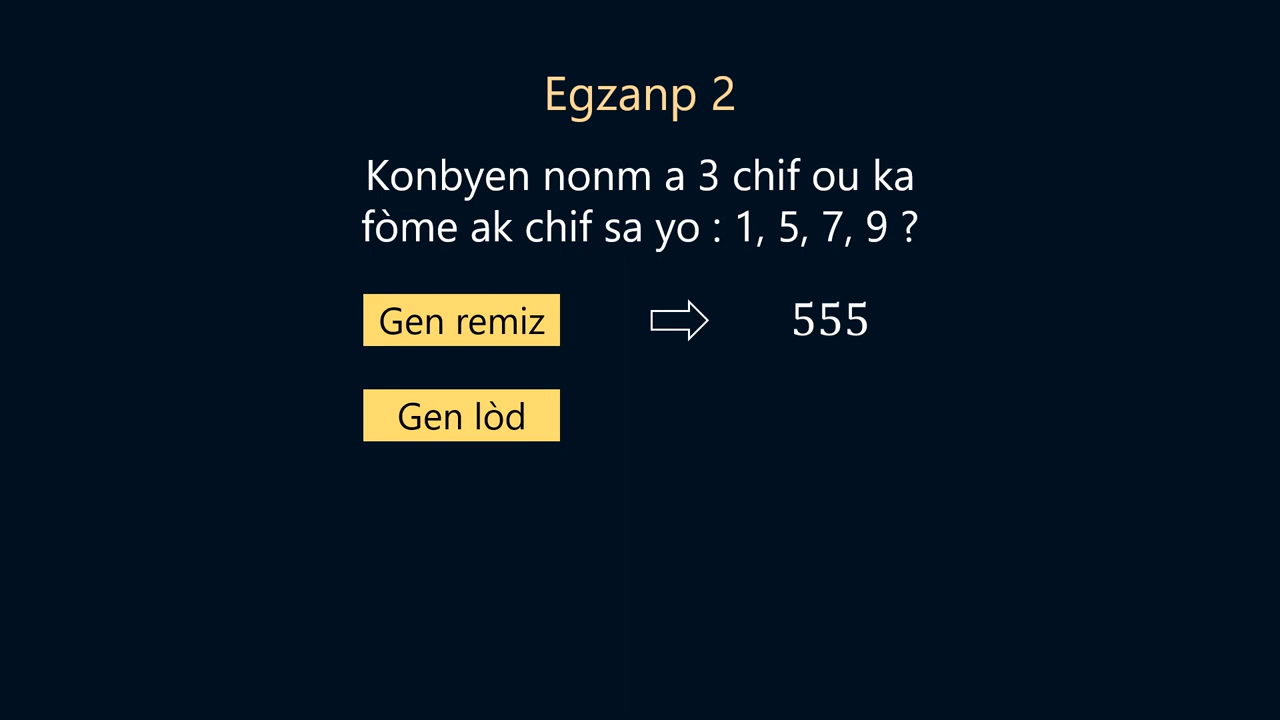 Egzanp 2
Konbyen nonm a 3 chif ou ka
fòme ak chif sa yo : 1, 5, 7, 9 ?
Gen remiz
555
Gen lòd